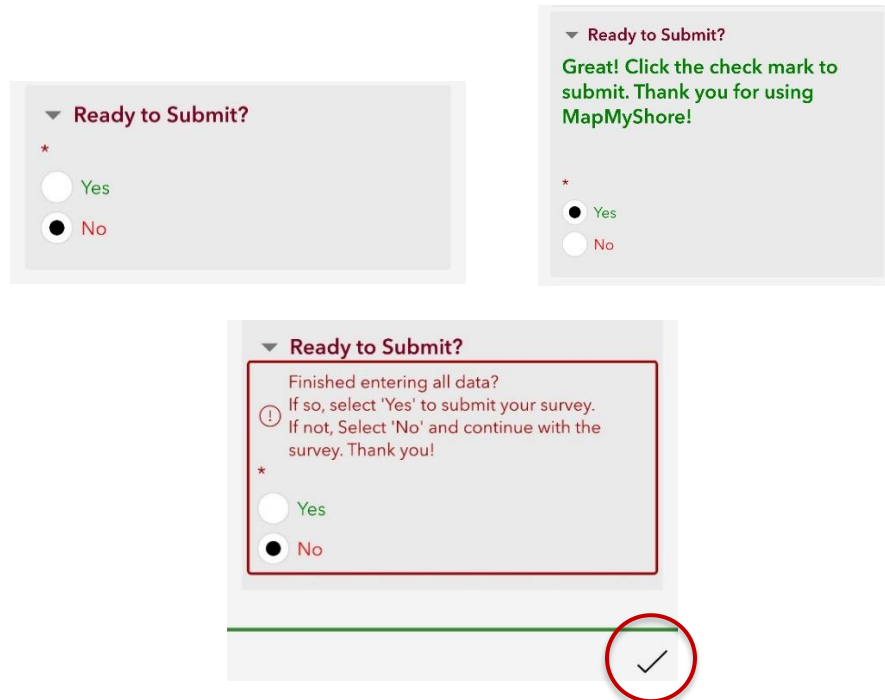 Ready to Submit?
*
Yes
No
Ready to Submit?
Great! Click the check mark to
submit. Thank you for using
MapMyShore!
*
Yes
No
Ready to Submit?
Finished entering all data?
If so, select 'Yes' to submit your survey.
If not, Select 'No' and continue with the
survey. Thank you!
*
Yes
No